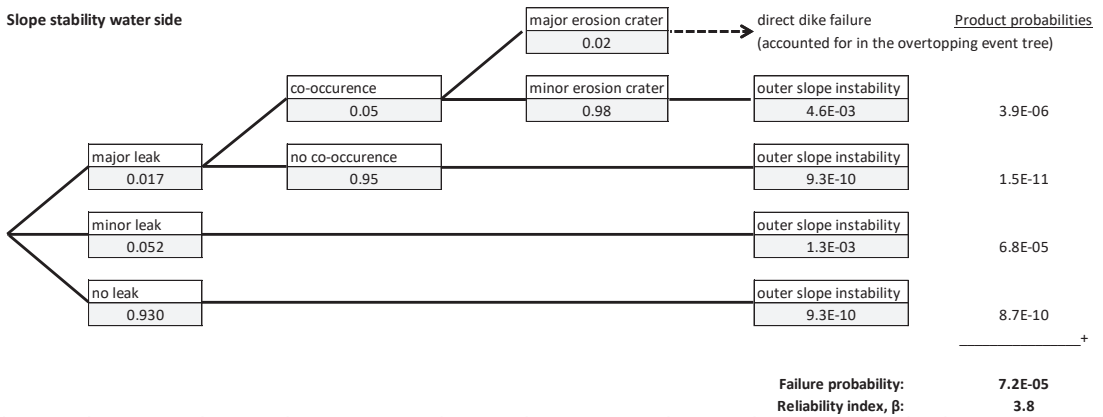 Slope stability water side
major erosion crater
0.02
direct dike failure
(accounted for in the overtopping event tree)
Product probabilities
co-occurence
0.05
minor erosion crater
0.98
outer slope instability
4.6E-03
3.9E-06
major leak
0.017
no co-occurence
0.95
outer slope instability
9.3E-10
1.5E-11
minor leak
0.052
outer slope instability
1.3E-03
6.8E-05
no leak
0.930
outer slope instability
9.3E-10
8.7E-10
+
Failure probability: 7.2E-05
Reliability index, β: 3.8